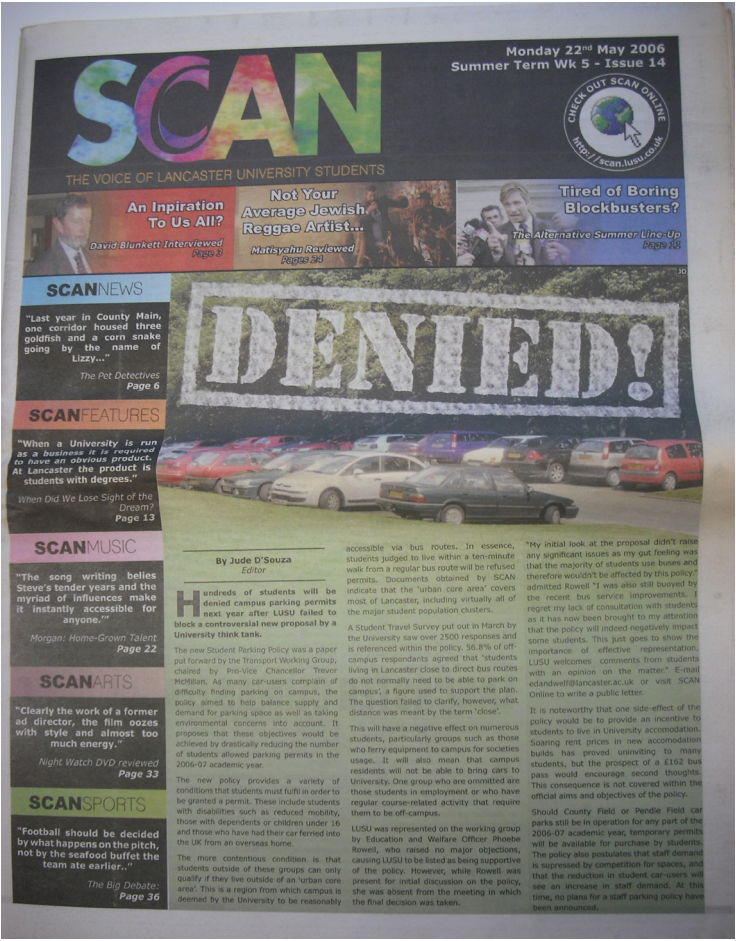 SCAN
THE VOICE OF LANCASTER UNIVERSITY STUDENTS
Monday 22nd May 2006
Summer Term Wk 5 - Issue 14
CHECK OUT SCAN ONLINE
http://scan.lusu.co.uk
An Inpiration
To Us All?
David Blunkett Interviewed
Page 3
Not Your
Average Jewish
Reggae Artist...
Matisyahu Reviewed
Pages 24
Tired of Boring
Blockbusters?
The Alternative Summer Line-Up
Page 11
JD
DENIED!
SCANNEWS
"Last year in County Main,
one corridor housed three
goldfish and a corn snake
going by the name of
Lizzy..."
The Pet Detectives
Page 6
SCANFEATURES
"When a University is run
as a business it is required
to have an obvious product.
At Lancaster the product is
students with degrees."
When Did We Lose Sight of the
Dream?
Page 13
SCANMUSIC
"The song writing belies
Steve's tender years and the
myriad of influences make
it instantly accessible for
anyone.'"
Morgan: Home-Grown Talent
Page 22
SCANARTS
"Clearly the work of a former
ad director, the film oozes
with style and almost too
much energy."
Night Watch DVD reviewed
Page 33
SCANSPORTS
"Football should be decided
by what happens on the pitch,
not by the seafood buffet the
team ate earlier.."
The Big Debate:
Page 36
By Jude D'Souza
Editor
Hundreds of students will be
denied campus parking permits
next year after LUSU failed to
block a controversial new proposal by a
University think tank.
The new Student Parking Policy was a paper
put forward by the Transport Working Group,
chaired by Pro-Vice Chancellor Trevor
McMillan. As many car-users complain of
difficulty finding parking on campus, the
policy aimed to help balance supply and
demand for parking space as well as taking
environmental concerns into account. It
proposes that these objectives would be
achieved by drastically reducing the number
of students allowed parking permits in the
2006-07 academic year.
The new policy provides a variety of
conditions that students must fulfil in order to
be granted a permit. These include students
with disabilities such as reduced mobility,
those with dependents or children under 16
and those who have had their car ferried into
the UK from an overseas home.
The more contentious condition is that
students outside of these groups can only
qualify if they live outside of an 'urban core
area'. This is a region from which campus is
deemed by the University to be reasonably
accessible via bus routes. In essence,
students judged to live within a ten-minute
walk from a regular bus route will be refused
permits. Documents obtained by SCAN
indicate that the 'urban core area' covers
most of Lancaster, including virtually all of
the major student population clusters.
A Student Travel Survey put out in March by
the University saw over 2500 responses and
is referenced within the policy. 56.8% of off-
campus respondants agreed that 'students
living in Lancaster close to direct bus routes
do not normally need to be able to park on
campus', a figure used to support the plan.
The question failed to clarify, however, what
distance was meant by the term 'close'.
This will have a negative effect on numerous
students, particularly groups such as those
who ferry equipment to campus for societies
usage. It will also mean that campus
residents will not be able to bring cars to
University. One group who are ommitted are
those students in employment or who have
regular course-related activity that require
them to be off-campus.
LUSU was represented on the working group
by Education and Welfare Officer Phoebe
Rowell, who raised no major objections,
causing LUSU to be listed as being supportive
of the policy. However, while Rowell was
present for initial discussion on the policy,
she was absent from the meeting in which
the final decision was taken.
"My initial look at the proposal didn't raise
any significant issues as my gut feeling was
that the majority of students use buses and
therefore wouldn't be affected by this policy."
admitted Rowell "I was also still buoyed by
the recent bus service improvements. I
regret my lack of consultation with students
as it has now been brought to my attention
that the policy will indeed negatively impact
some students. This just goes to show the
importance of effective representation.
LUSU welcomes comments from students
with an opinion on the matter." E-mail
edandwelf@lancaster.ac.uk or visit SCAN
Online to write a public letter.
It is noteworthy that one side-effect of the
policy would be to provide an incentive to
students to live in University accomodation.
Soaring rent prices in new accomodation
builds has proved uninviting to many
students, but the prospect of a £162 bus
pass would encourage second thoughts.
This consequence is not covered within the
official aims and objectives of the policy.
Should County Field or Pendle Field car
parks still be in operation for any part of the
2006-07 academic year, temporary permits
will be available for purchase by students.
The policy also postulates that staff demand
is supressed by competition for spaces, and
that the reduction in student car-users will
see an increase in staff demand. At this
time, no plans for a staff parking policy have
been announced.